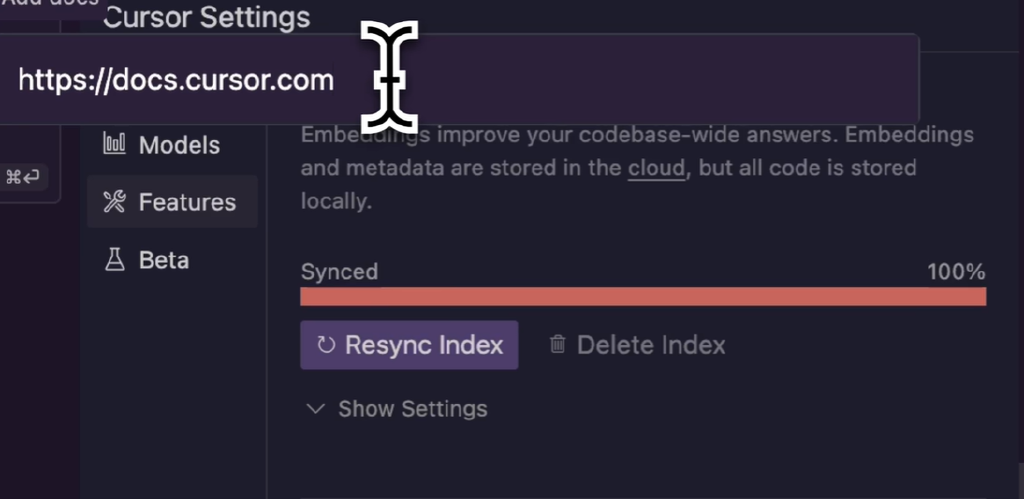 Add docs
Cursor Settings
https://docs.cursor.com
Models
Embeddings improve your codebase-wide answers. Embeddings
and metadata are stored in the cloud, but all code is stored
locally.
⌘⏎
Features
Beta
Synced 100%
Resync Index Delete Index
Show Settings